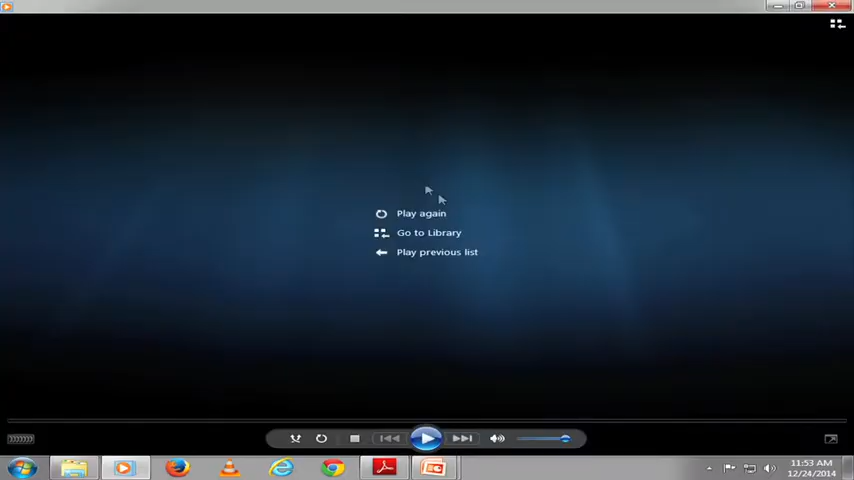 Play again
Go to Library
Play previous list
11:53 AM
12/24/2014